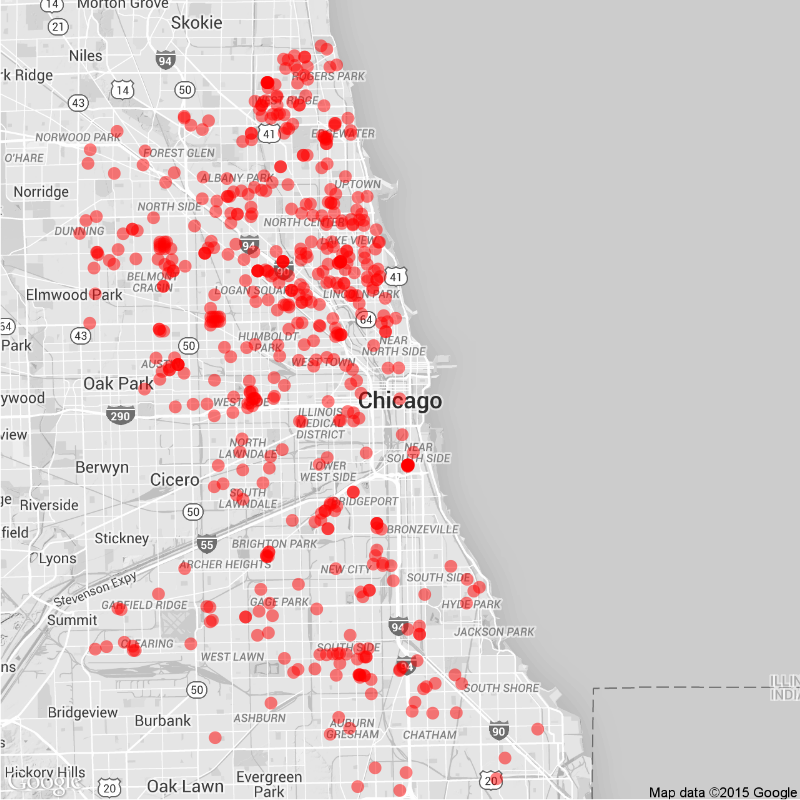 14
Morton Grove
21
Skokie
Niles
94
rk Ridge
14
50
ROGERS PARK
43
WEST RIDGE
NORWOOD PARK
41
EDGEWATER
O'HARE
FOREST GLEN
ALBANY PARK
UPTOWN
Norridge
NORTH SIDE
NORTH CENTER
DUNNING
94
LAKE VIEW
90
41
BELMONT
CRAGIN
LOGAN SQUARE
LINCOLN PARK
Elmwood Park
64
64
43
HUMBOLDT
PARK
NEAR
NORTH SIDE
Park
50
AUSTIN
WEST TOWN
Oak Park
ywood
WEST SIDE
Chicago
290
ILLINOIS
MEDICAL
DISTRICT
view
NORTH
LAWNDALE
NEAR
SOUTH SIDE
Berwyn
LOWER
WEST SIDE
Cicero
SOUTH
LAWNDALE
BRIDGEPORT
ge
Riverside
50
field
BRONZEVILLE
Stickney
55
BRIGHTON PARK
Lyons
ARCHER HEIGHTS
NEW CITY
SOUTH SIDE
Stevenson Expy
GARFIELD RIDGE
GAGE PARK
HYDE PARK
Summit
94
JACKSON PARK
CLEARING
SOUTH SIDE
WEST LAWN
94
ns
50
SOUTH SHORE
ILLIN
INDIA
Bridgeview
Burbank
ASHBURN
AUBURN
GRESHAM
CHATHAM
90
s
Hickory Hills
Google
20
Oak Lawn
Evergreen
Park
20
Map data ©2015 Google